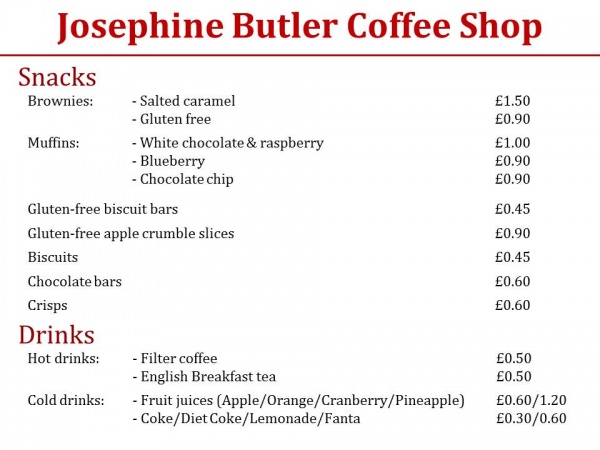 Josephine Butler Coffee Shop
Snacks
Brownies: - Salted caramel £1.50
- Gluten free £0.90
Muffins: - White chocolate & raspberry £1.00
- Blueberry £0.90
- Chocolate chip £0.90
Gluten-free biscuit bars £0.45
Gluten-free apple crumble slices £0.90
Biscuits £0.45
Chocolate bars £0.60
Crisps £0.60
Drinks
Hot drinks: - Filter coffee £0.50
- English Breakfast tea £0.50
Cold drinks: - Fruit juices (Apple/Orange/Cranberry/Pineapple) £0.60/1.20
- Coke/Diet Coke/Lemonade/Fanta £0.30/0.60